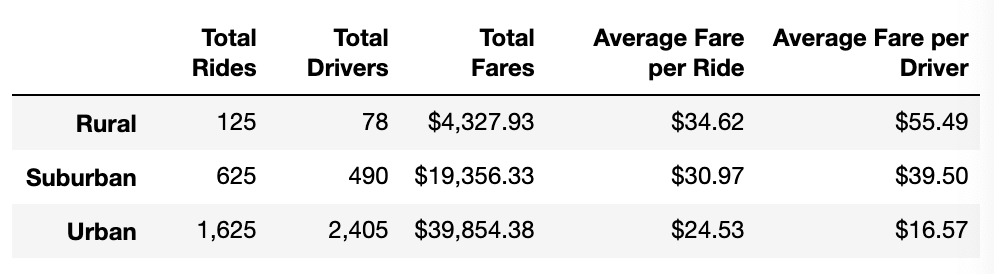 Total Rides Total Drivers Total Fares Average Fare per Ride Average Fare per Driver
Rural 125 78 $4,327.93 $34.62 $55.49
Suburban 625 490 $19,356.33 $30.97 $39.50
Urban 1,625 2,405 $39,854.38 $24.53 $16.57